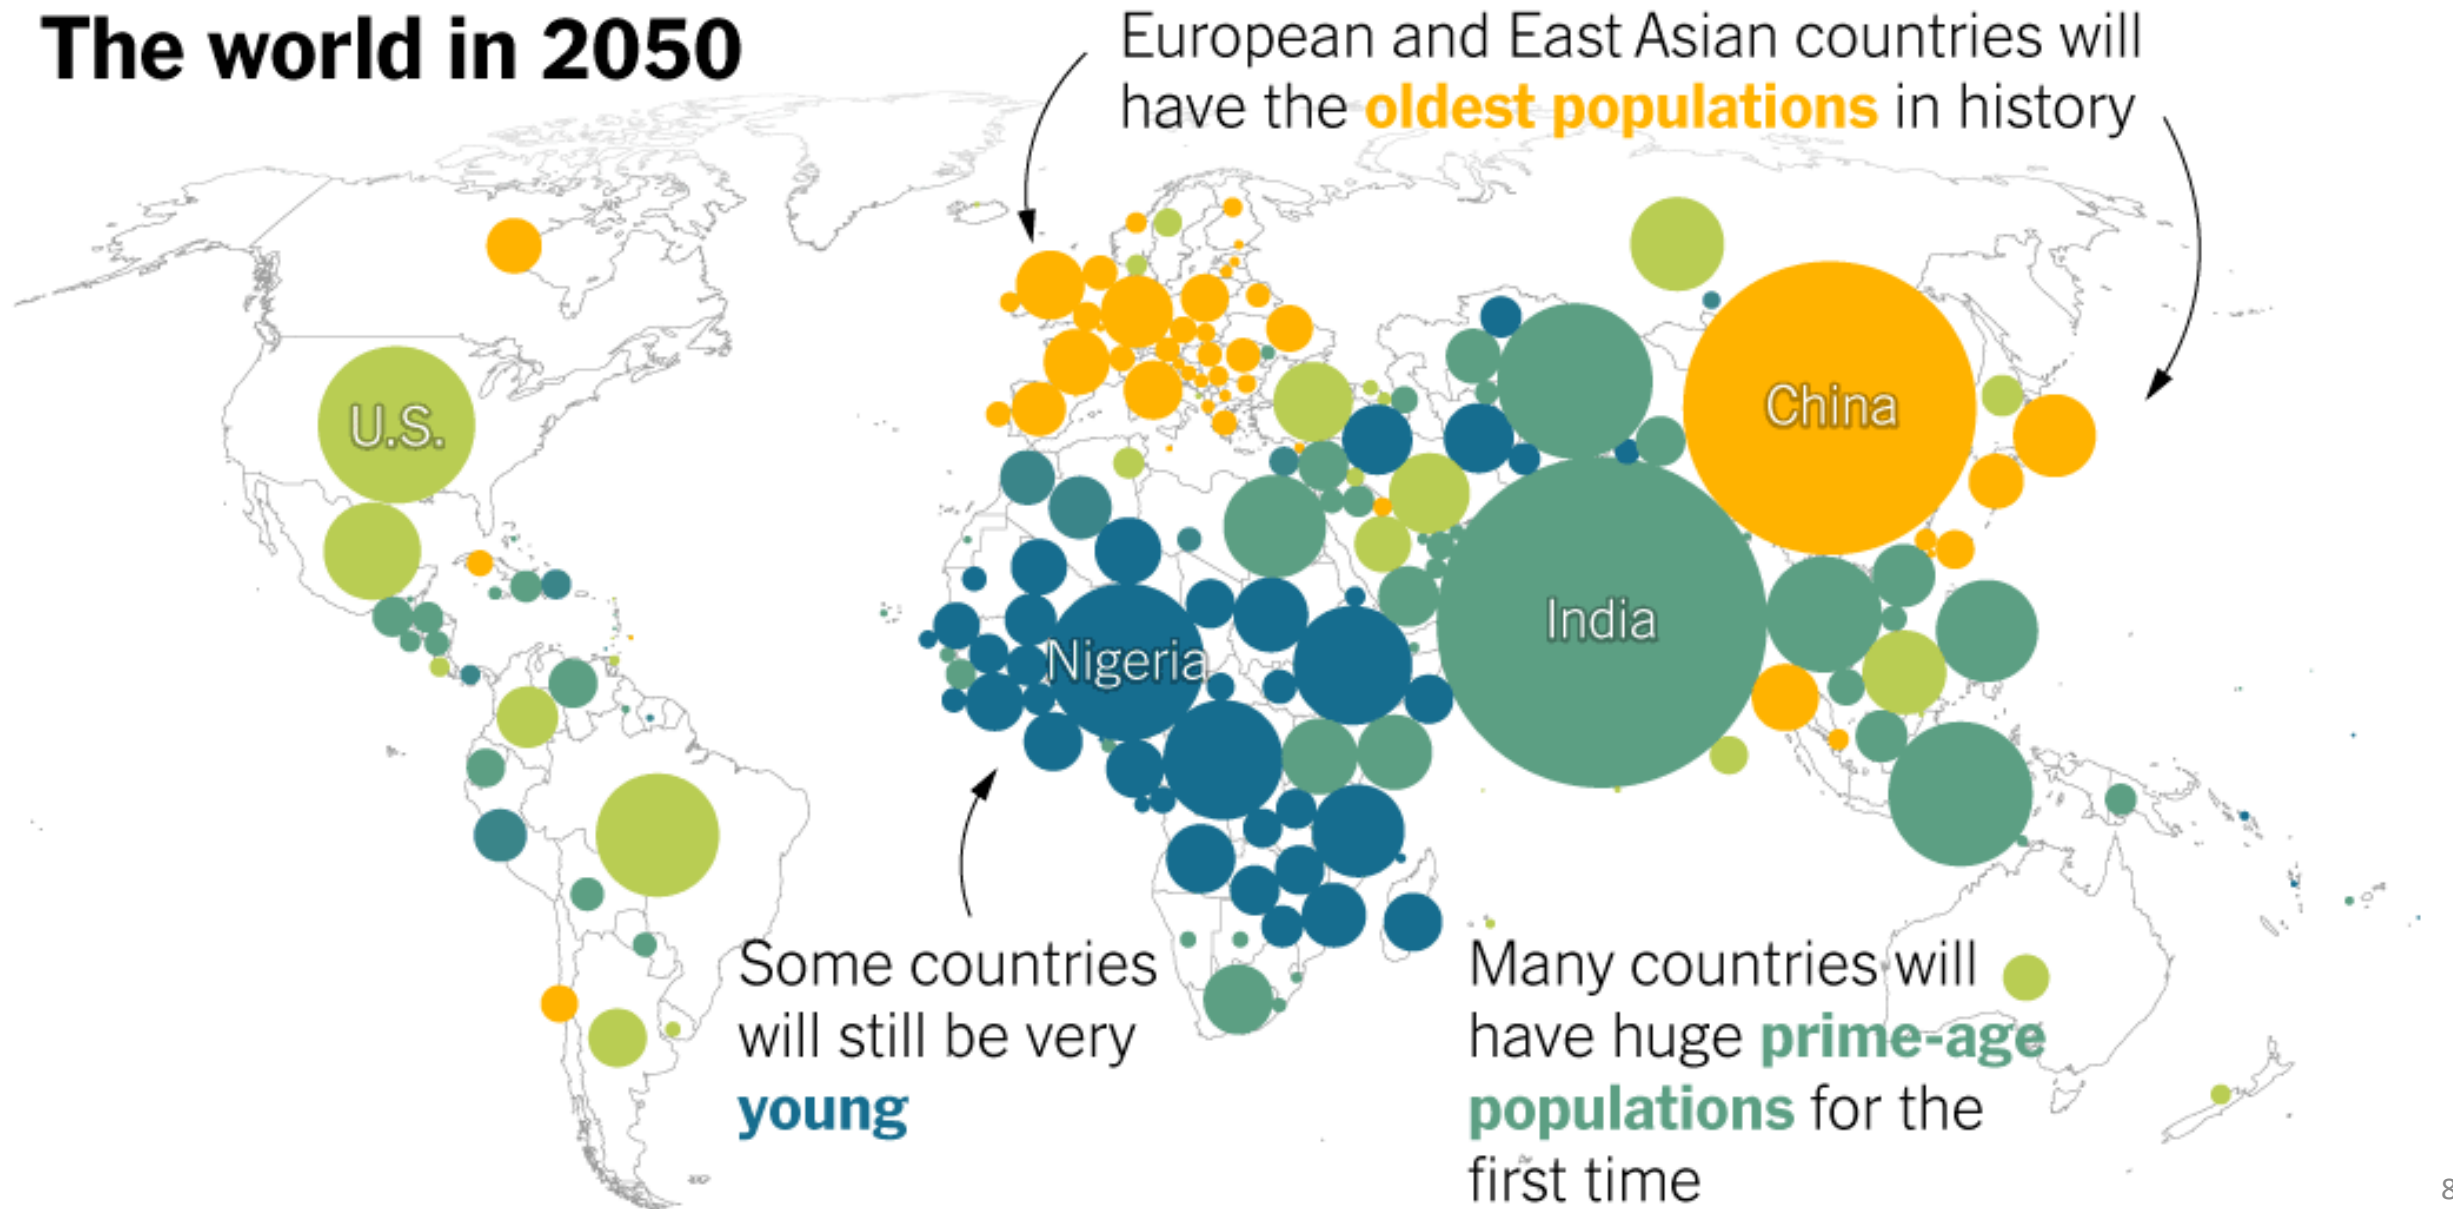 The world in 2050
European and East Asian countries will
have the oldest populations in history
U.S.
China
India
Nigeria
Some countries
will still be very
young
Many countries will
have huge prime-age
populations for the
first time
8